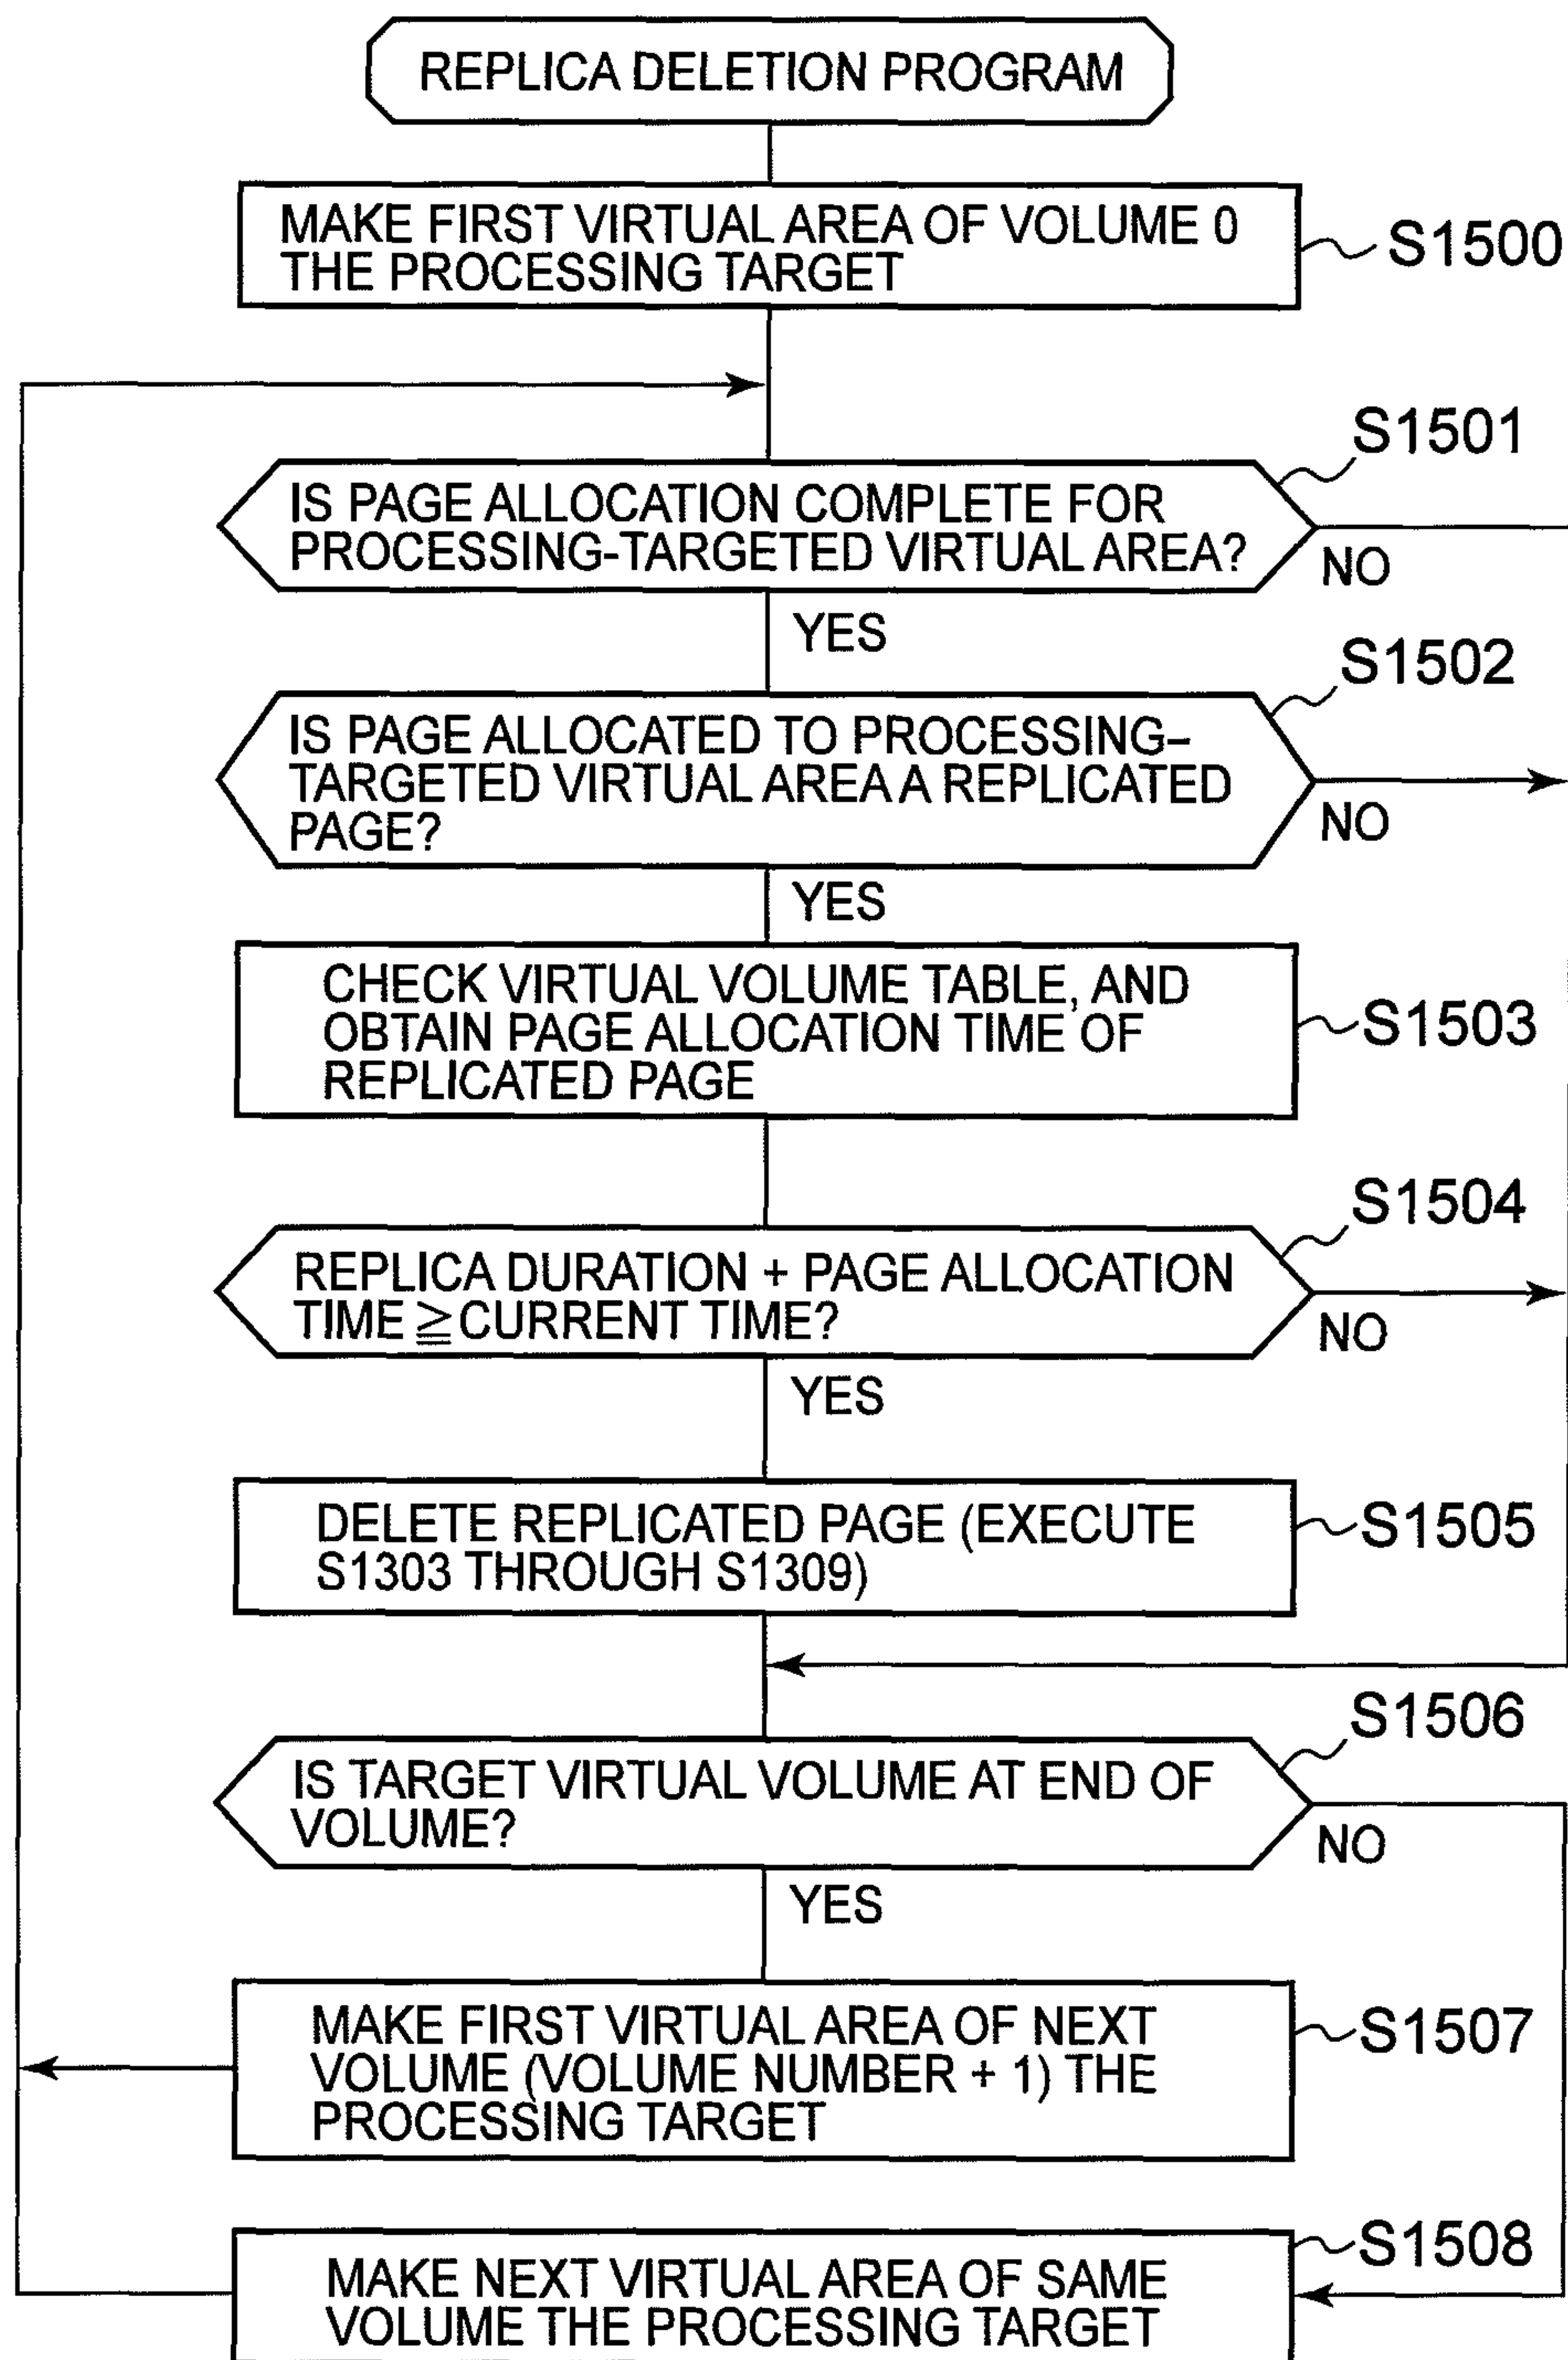 REPLICA DELETION PROGRAM
MAKE FIRST VIRTUAL AREA OF VOLUME 0
THE PROCESSING TARGET
S1500
S1501
IS PAGE ALLOCATION COMPLETE FOR
PROCESSING-TARGETED VIRTUAL AREA?
NO
YES
S1502
IS PAGE ALLOCATED TO PROCESSING–
TARGETED VIRTUAL AREA A REPLICATED
PAGE?
NO
YES
CHECK VIRTUAL VOLUME TABLE, AND
OBTAIN PAGE ALLOCATION TIME OF
REPLICATED PAGE
S1503
S1504
REPLICA DURATION + PAGE ALLOCATION
TIME ≧ CURRENT TIME?
NO
YES
DELETE REPLICATED PAGE (EXECUTE
S1303 THROUGH S1309)
S1505
S1506
IS TARGET VIRTUAL VOLUME AT END OF
VOLUME?
NO
YES
MAKE FIRST VIRTUAL AREA OF NEXT
VOLUME (VOLUME NUMBER + 1) THE
PROCESSING TARGET
S1507
S1508
MAKE NEXT VIRTUAL AREA OF SAME
VOLUME THE PROCESSING TARGET